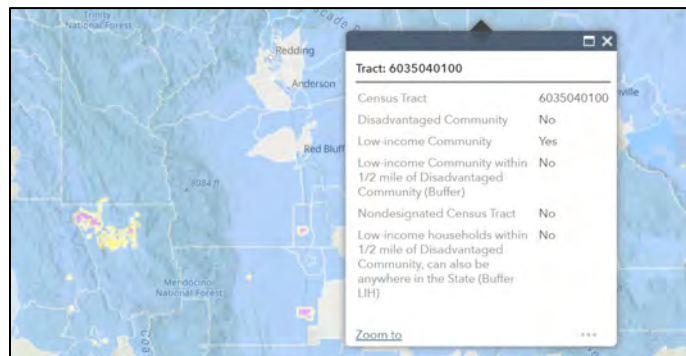 Trinity
National Forest
Redding
Anderson
Red Bluff
8084 ft
Mendocino
National Forest
Tract: 6035040100
Census Tract 6035040100
Disadvantaged Community No
Low-income Community Yes
Low-income Community within No
1/2 mile of Disadvantaged
Community (Buffer)
Nondesignated Census Tract No
Low-income households within No
1/2 mile of Disadvantaged
Community, can also be
anywhere in the State (Buffer
LIH)
Zoom to